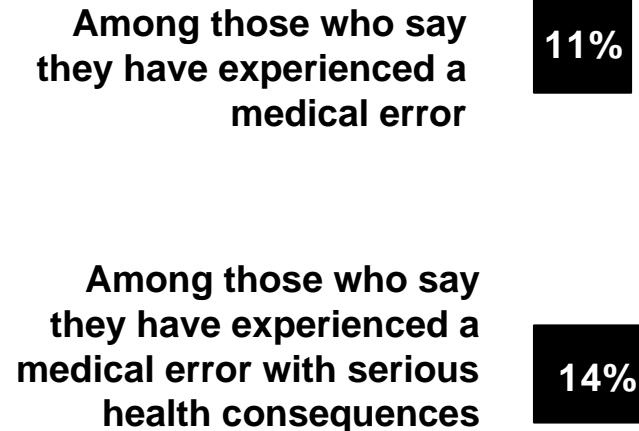 Among those who say
they have experienced a
medical error
11%
Among those who say
they have experienced a
medical error with serious
health consequences
14%